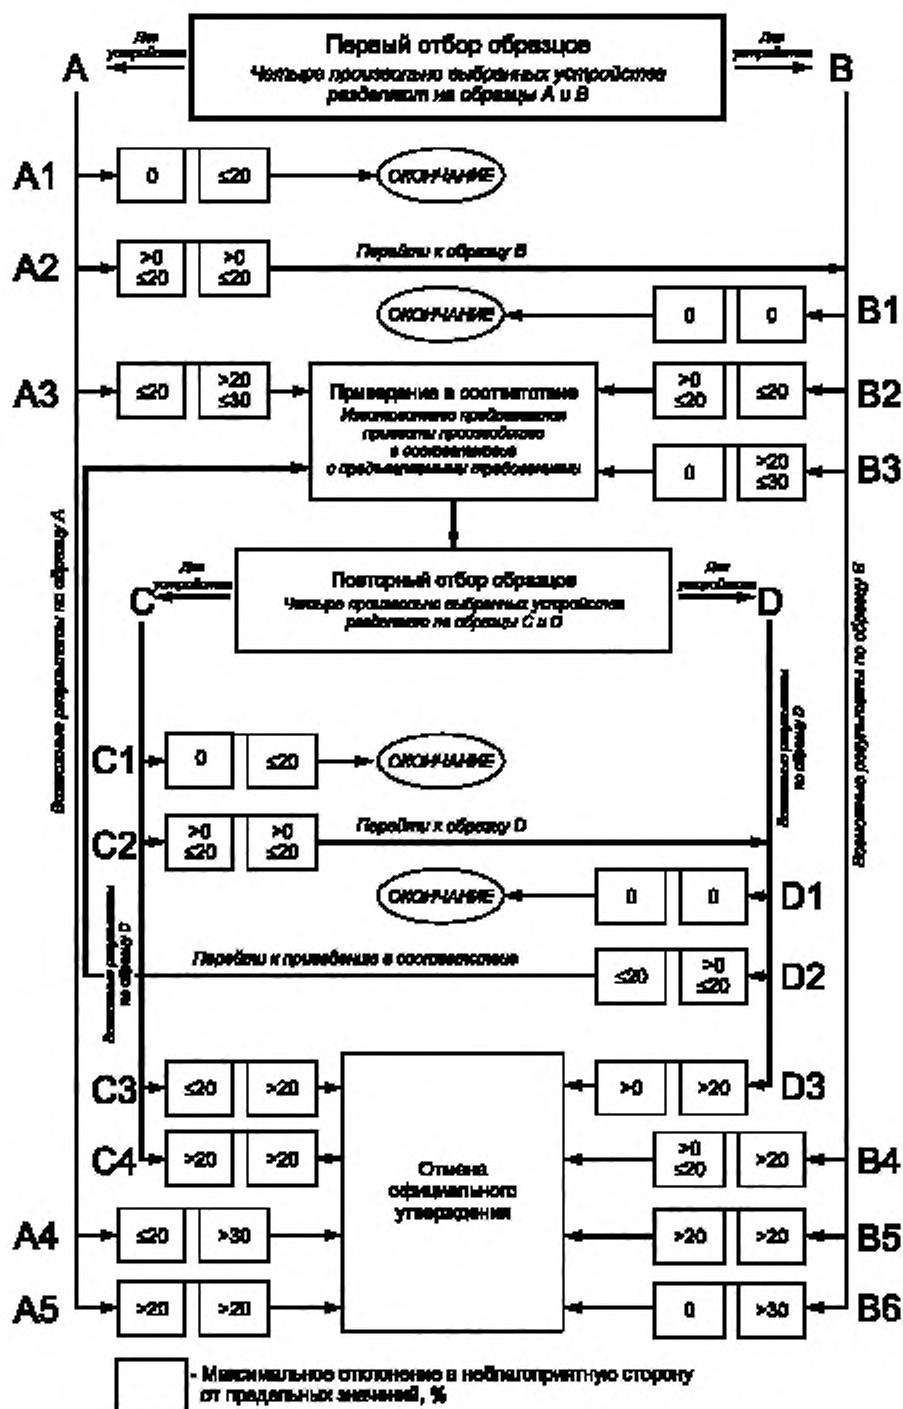 Первый отбор образцов
Четыре произвольно выбранных устройства
разделяют на образцы А и В
Два
устройства
A
Два
устройства
B
A1
0
≤20
ОКОНЧАНИЕ
A2
>0
≤20
>0
≤20
Перейти к образцу В
ОКОНЧАНИЕ
0
0
B1
A3
≤20
>20
≤30
Приведение в соответствие
в соответствие
с предъявляемыми требованиями
>0
≤20
≤20
B2
0
>20
≤30
B3
Возможные результаты по образцу А
Возможные результаты по образцу В
Повторный отбор образцов
Четыре произвольно выбранных устройства
разделяют на образцы С и D
Два
устройства
C
Два
устройства
D
Возможные результаты
по образцу D
C1
0
≤20
ОКОНЧАНИЕ
C2
>0
≤20
>0
≤20
Перейти к образцу D
ОКОНЧАНИЕ
0
0
D1
Возможные результаты
по образцу D
Перейти к приведению в соответствие
≤20
>0
≤20
D2
C3
≤20
>20
>0
>20
D3
C4
>20
>20
Отмена
официального
утверждения
>0
≤20
>20
B4
A4
≤20
>30
>20
>20
B5
A5
>20
>20
0
>30
B6
- Максимальное отклонение в неблагоприятную сторону
от предельных значений, %